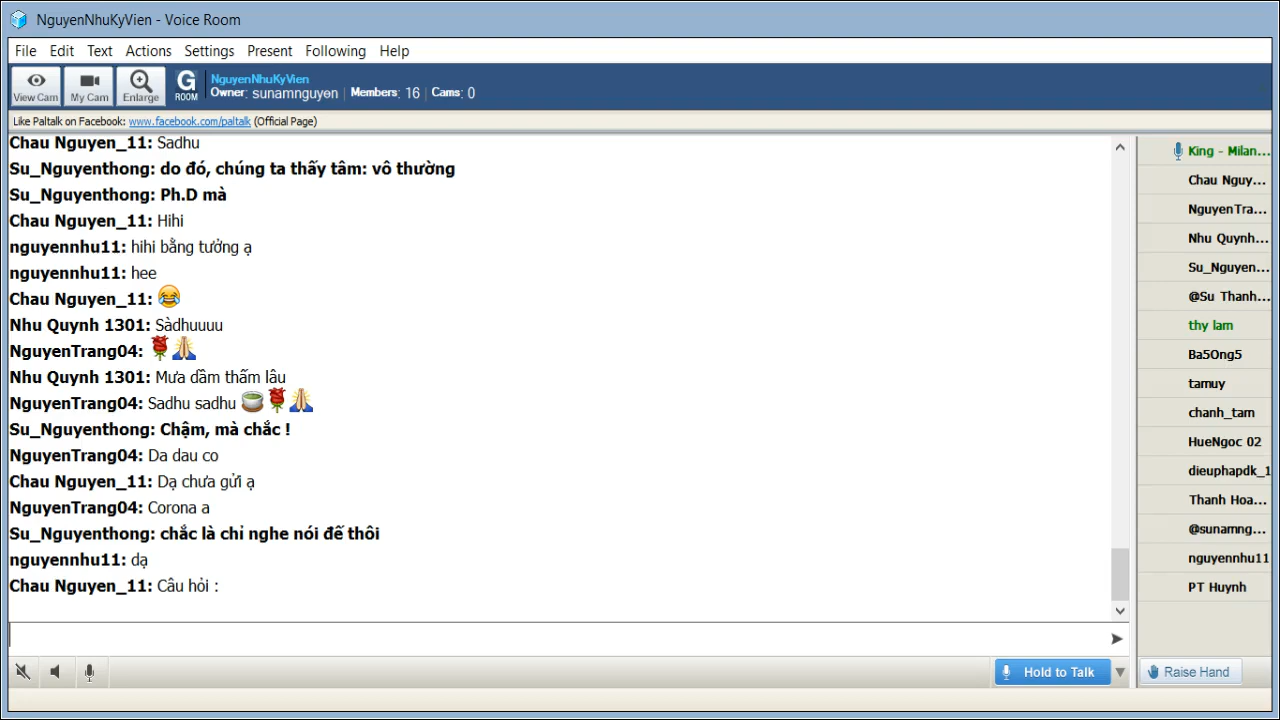 NguyenNhuKyVien - Voice Room
File Edit Text Actions Settings Present Following Help
View Cam My Cam Enlarge G ROOM
NguyenNhuKyVien
Owner: sunamnguyen | Members: 16 | Cams: 0
Like Paltalk on Facebook: www.facebook.com/paltalk (Official Page)
Chau Nguyen_11: Sadhu
Su_Nguyenthong: do đó, chúng ta thấy tâm: vô thường
Su_Nguyenthong: Ph.D mà
Chau Nguyen_11: Hihi
nguyennhu11: hihi bằng tưởng ạ
nguyennhu11: hee
Chau Nguyen_11: 😂
Nhu Quynh 1301: Sàdhuuuu
NguyenTrang04: 🌹🙏
Nhu Quynh 1301: Mưa dầm thấm lâu
NguyenTrang04: Sadhu sadhu 🍵🌹🙏
Su_Nguyenthong: Chậm, mà chắc !
NguyenTrang04: Da dau co
Chau Nguyen_11: Dạ chưa gửi ạ
NguyenTrang04: Corona a
Su_Nguyenthong: chắc là chỉ nghe nói đế thôi
nguyennhu11: dạ
Chau Nguyen_11: Câu hỏi :
King - Milan...
Chau Nguy...
NguyenTra...
Nhu Quynh...
Su_Nguyen...
@Su Thanh...
thy lam
Ba5Ong5
tamuy
chanh_tam
HueNgoc 02
dieuphapdk_1
Thanh Hoa...
@sunamng...
nguyennhu11
PT Huynh
Hold to Talk
Raise Hand